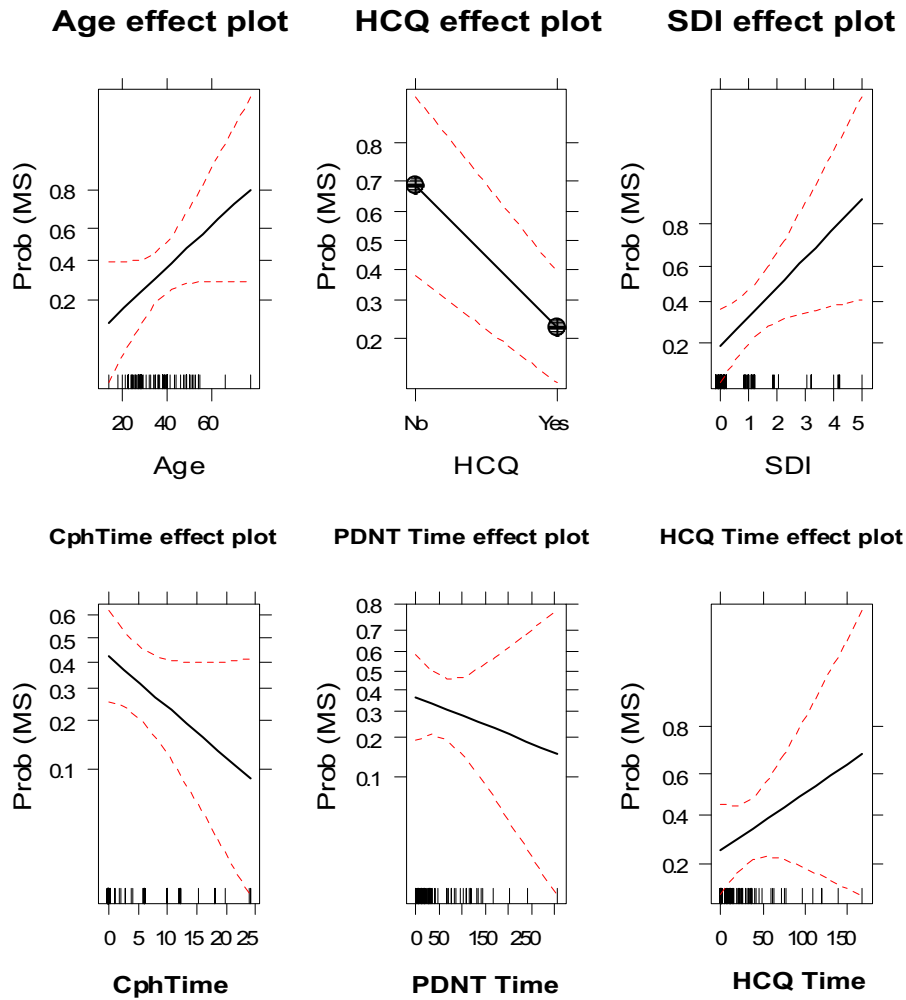 Age effect plot
HCQ effect plot
SDI effect plot
Prob (MS)
0.8
0.6
0.4
0.2
20 40 60
Age
Prob (MS)
0.8
0.7
0.6
0.5
0.4
0.3
0.2
No Yes
HCQ
Prob (MS)
0.8
0.6
0.4
0.2
0 1 2 3 4 5
SDI
CphTime effect plot
PDNT Time effect plot
HCQ Time effect plot
Prob (MS)
0.6
0.5
0.4
0.3
0.2
0.1
0 5 10 15 20 25
CphTime
Prob (MS)
0.8
0.7
0.6
0.5
0.4
0.3
0.2
0.1
0 50 150 250
PDNT Time
Prob (MS)
0.8
0.6
0.4
0.2
0 50 100 150
HCQ Time